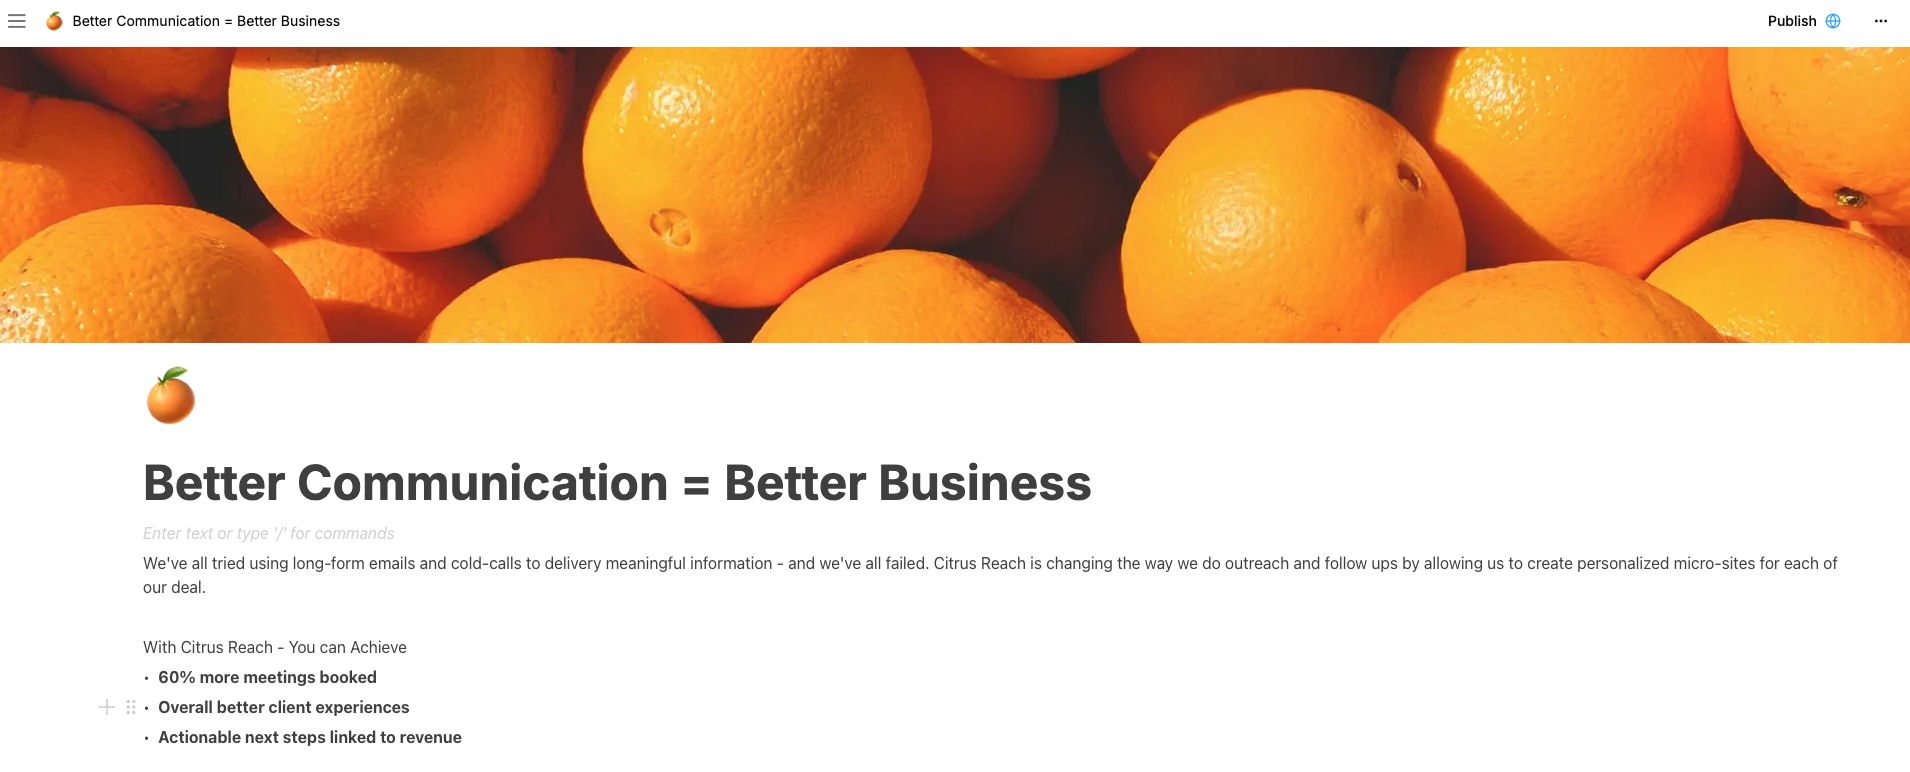 Better Communication = Better Business
Publish
Better Communication = Better Business
Enter text or type '/' for commands
We've all tried using long-form emails and cold-calls to delivery meaningful information - and we've all failed. Citrus Reach is changing the way we do outreach and follow ups by allowing us to create personalized micro-sites for each of
our deal.
With Citrus Reach - You can Achieve
• 60% more meetings booked
• Overall better client experiences
• Actionable next steps linked to revenue